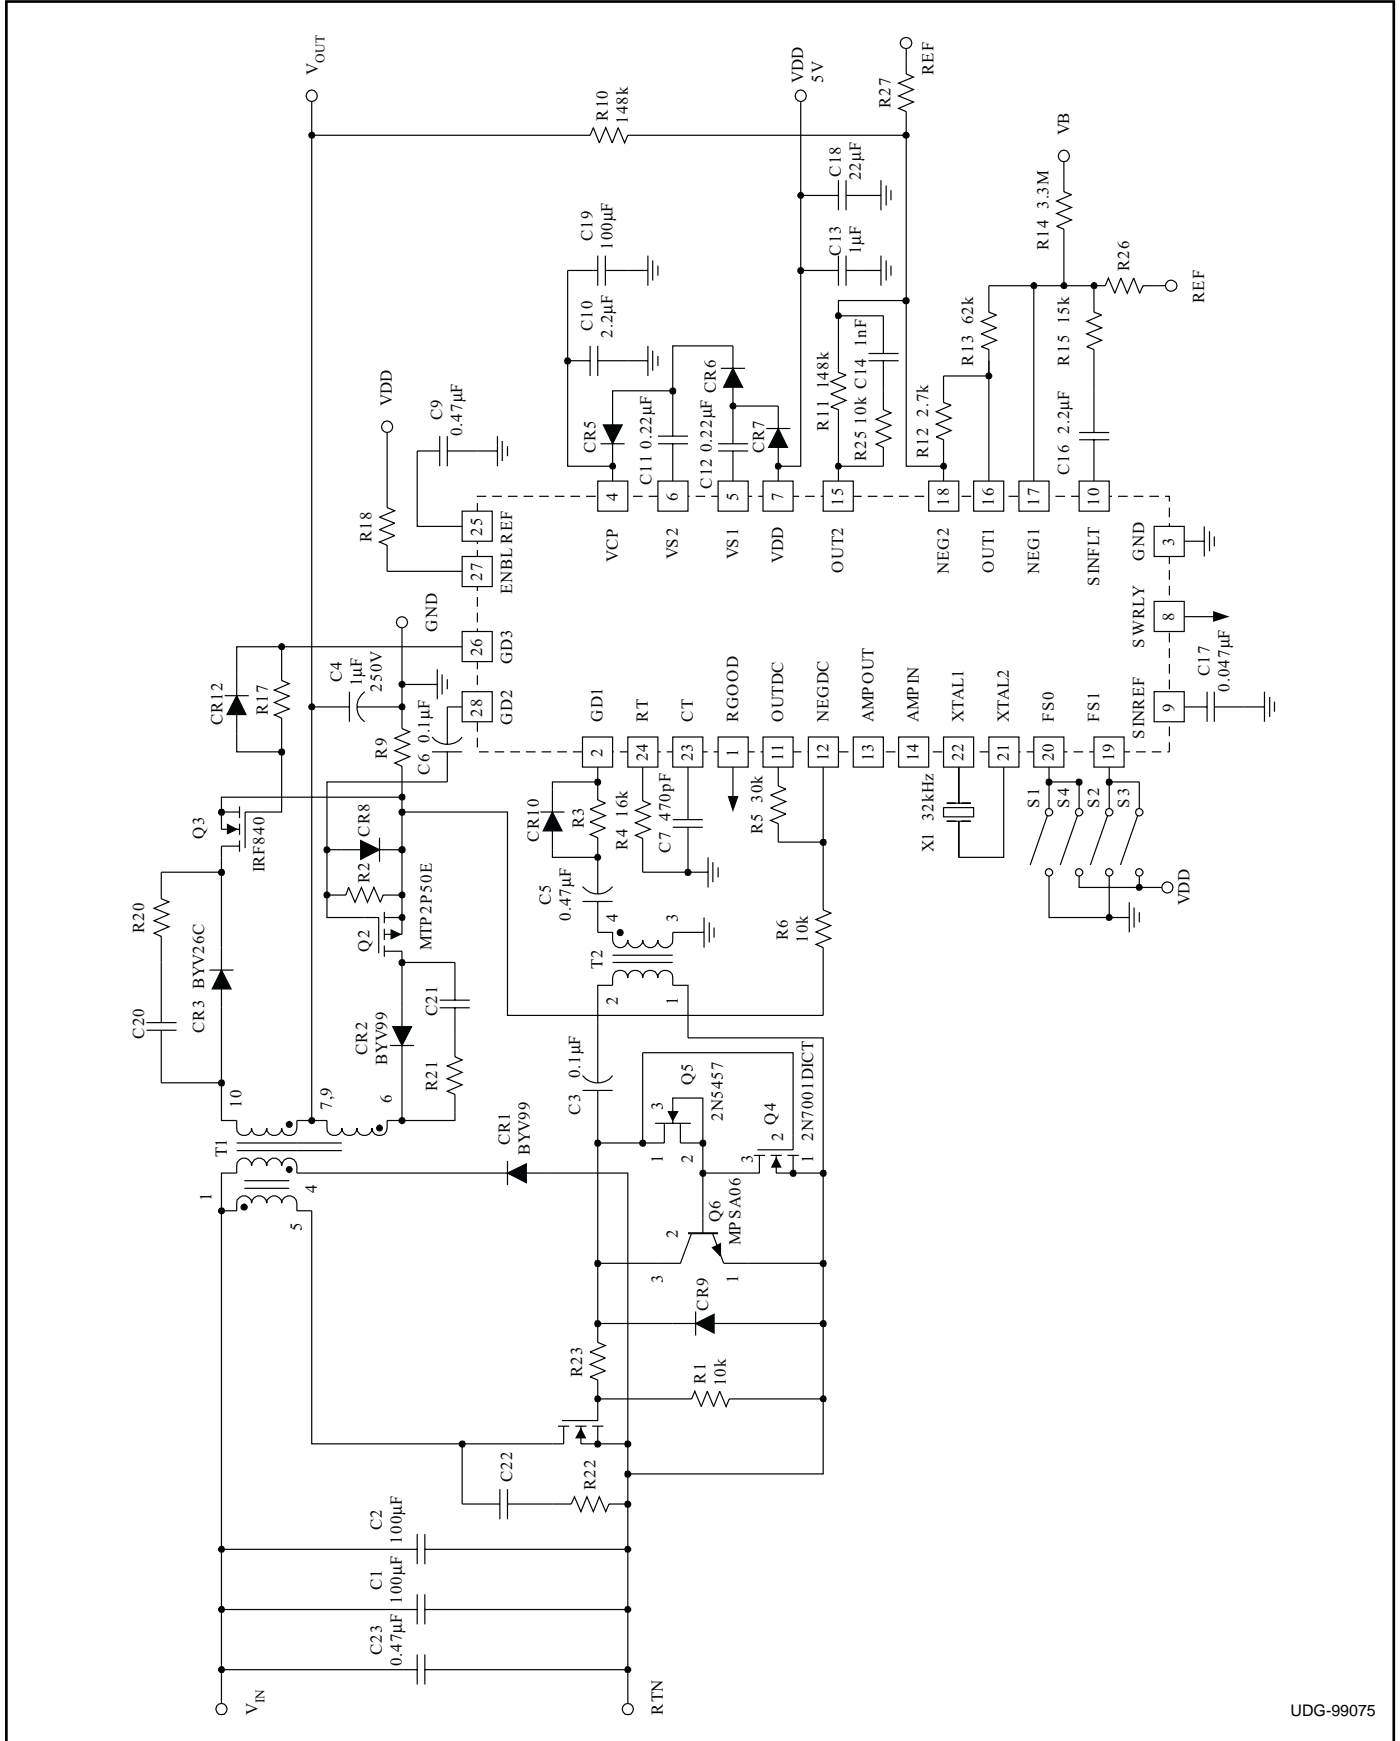 V_IN
RTN
C23
0.47µF
C1
100µF
C2
100µF
C22
R22
R23
R1
10k
CR9
Q6
MPSA06
3
2
1
Q5
2N5457
3
1
2
Q4
2N7001DICT
3
2
1
C3 0.1µF
CR1
BYV99
T1
1
4
5
10
7,9
6
C20
R20
CR3 BYV26C
CR2
BYV99
R21
C21
Q3
IRF840
Q2
MTP2P50E
R2
CR8
CR12
R17
R9
C6 0.1µF
C4
1µF
250V
GND
V_OUT
R10
148k
T2
2
1
4
3
C5
0.47µF
CR10
R3
R4 16k
C7 470pF
R5 30k
R6
10k
X1 32kHz
S1
S4
S2
S3
VDD
2
GD1
24
RT
23
CT
1
RGOOD
11
OUTDC
12
NEGDC
13
AMPOUT
14
AMPIN
22
XTAL1
21
XTAL2
20
FS0
19
FS1
28
GD2
26
GD3
27
ENBL
25
REF
R18
VDD
C9
0.47µF
9
SINREF
8
SWRLY
3
GND
C17
0.047µF
VCP
4
VS2
6
VS1
5
VDD
7
OUT2
15
NEG2
18
OUT1
16
NEG1
17
SINFLT
10
CR5
C11 0.22µF
C12 0.22µF
CR6
CR7
C10
2.2µF
C19
100µF
R11 148k
R25 10k
C14 1nF
R12 2.7k
R13 62k
C16 2.2µF
R15 15k
C13
1µF
C18
22µF
VDD
5V
R27
REF
R14 3.3M
VB
R26
REF
UDG-99075